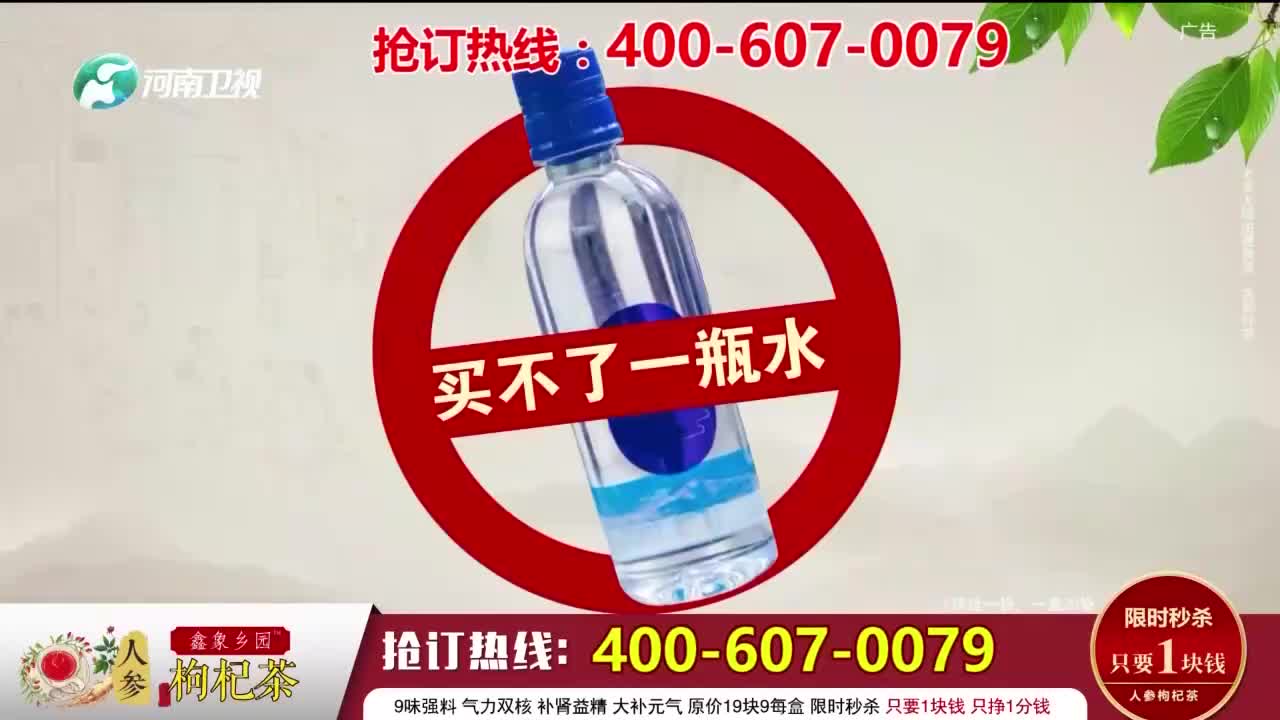 抢订热线：400-607-0079
广告
河南卫视
买不了一瓶水
人参
鑫象乡园™
枸杞茶
抢订热线: 400-607-0079
限时秒杀
只要1块钱
人参枸杞茶
9味强料 气力双核 补肾益精 大补元气 原价19块9每盒 限时秒杀 只要1块钱 只挣1分钱